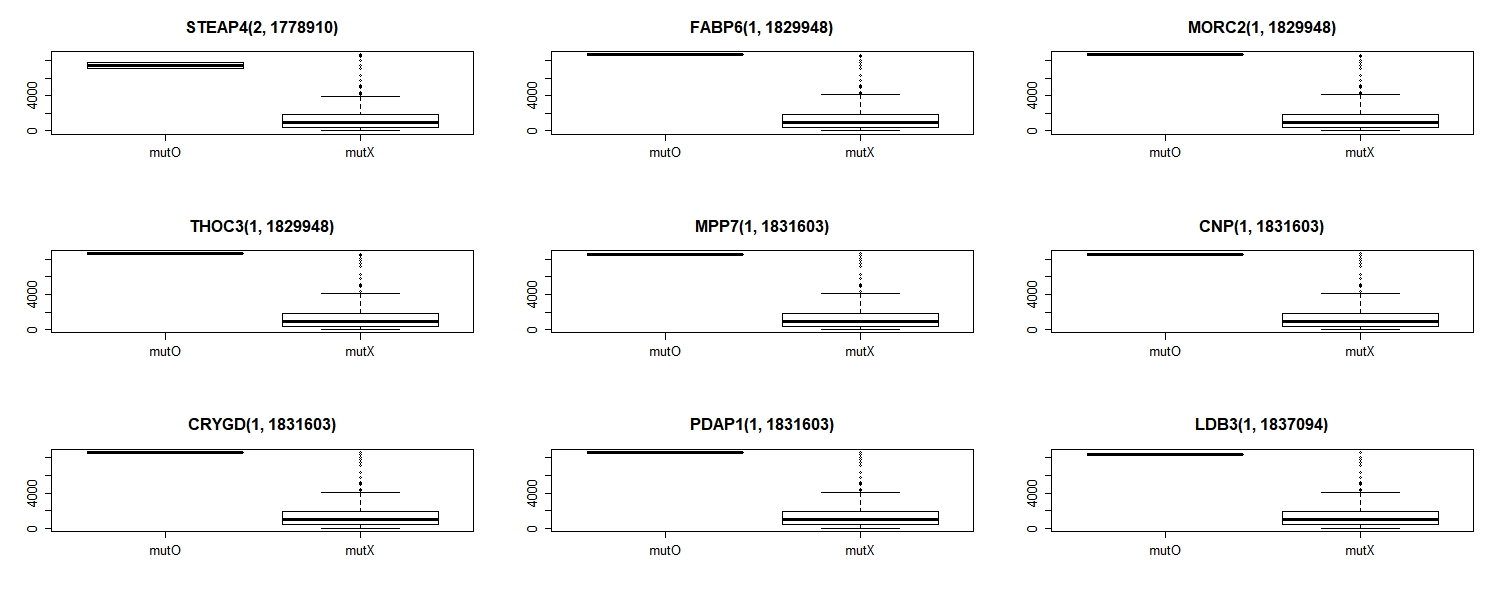 STEAP4(2, 1778910)
FABP6(1, 1829948)
MORC2(1, 1829948)
4000
0
mutO
mutX
4000
0
mutO
mutX
4000
0
mutO
mutX
THOC3(1, 1829948)
MPP7(1, 1831603)
CNP(1, 1831603)
4000
0
mutO
mutX
4000
0
mutO
mutX
4000
0
mutO
mutX
CRYGD(1, 1831603)
PDAP1(1, 1831603)
LDB3(1, 1837094)
4000
0
mutO
mutX
4000
0
mutO
mutX
4000
0
mutO
mutX